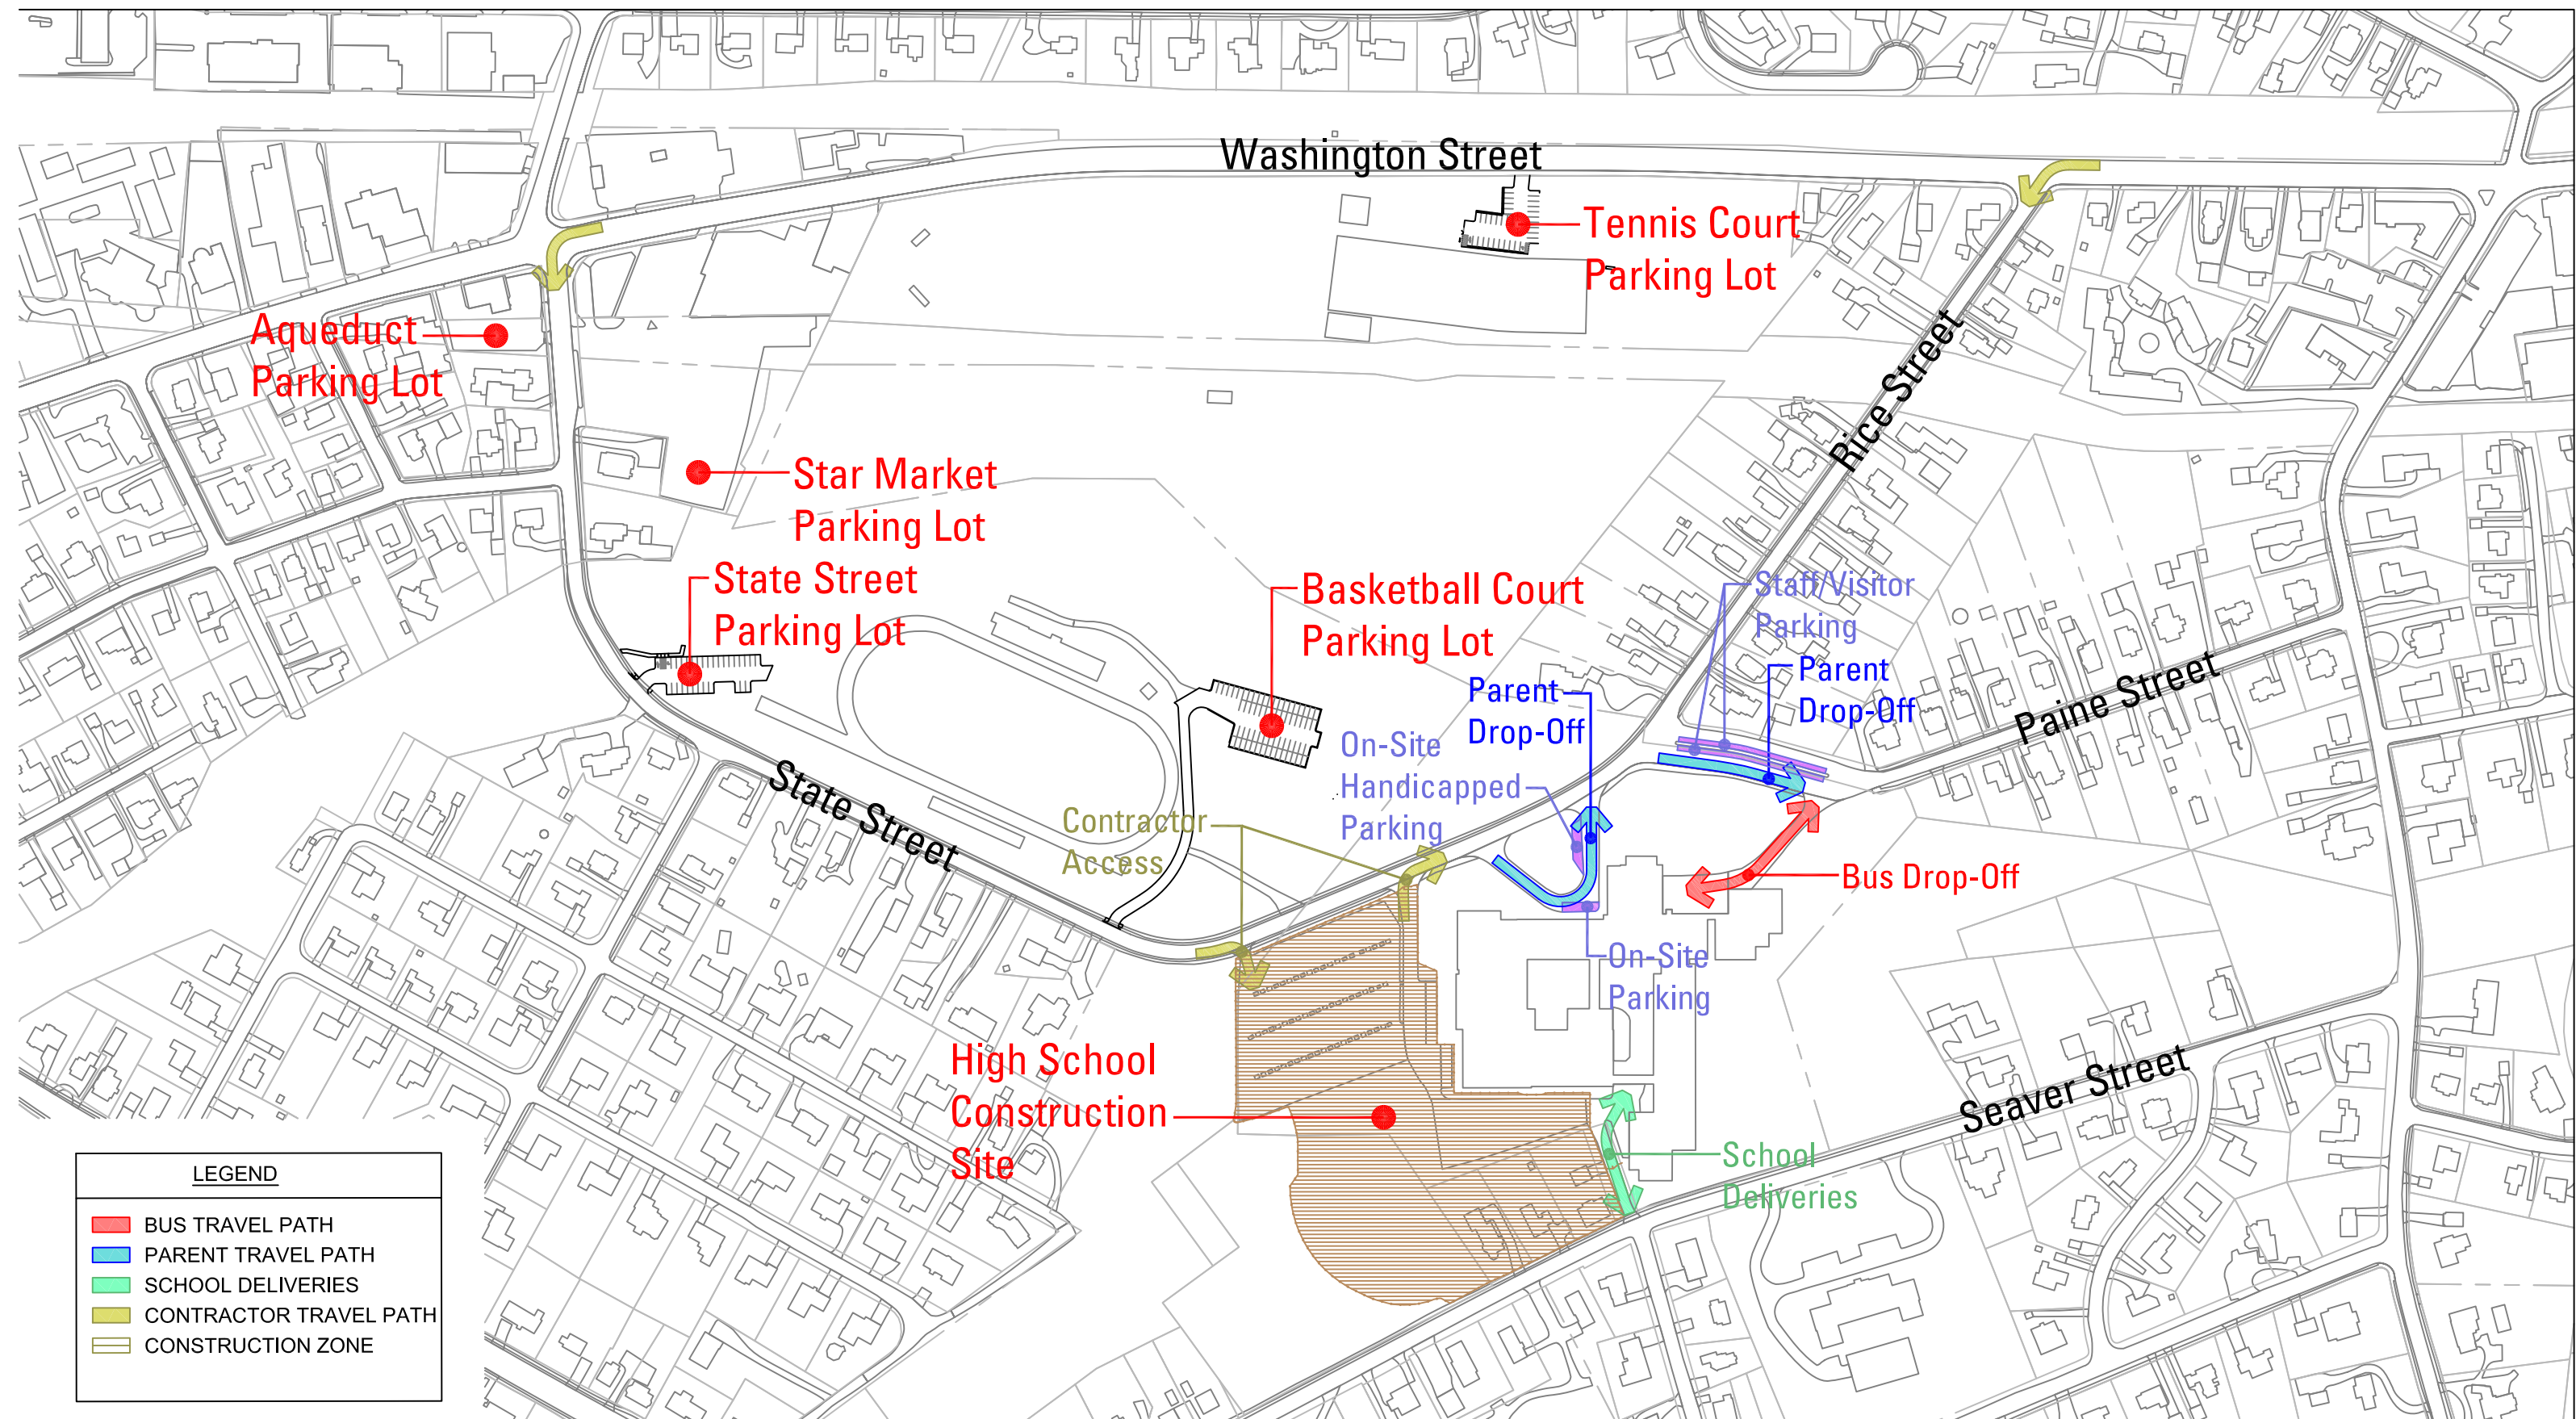 Washington Street
Tennis Court
Parking Lot
Aqueduct
Parking Lot
Rice Street
Star Market
Parking Lot
State Street
Parking Lot
Basketball Court
Parking Lot
Staff/Visitor
Parking
Parent
Drop-Off
Parent
Drop-Off
Paine Street
On-Site
Handicapped
Parking
State Street
Contractor
Access
Bus Drop-Off
On-Site
Parking
High School
Construction
Site
Seaver Street
School
Deliveries
LEGEND
BUS TRAVEL PATH
PARENT TRAVEL PATH
SCHOOL DELIVERIES
CONTRACTOR TRAVEL PATH
CONSTRUCTION ZONE